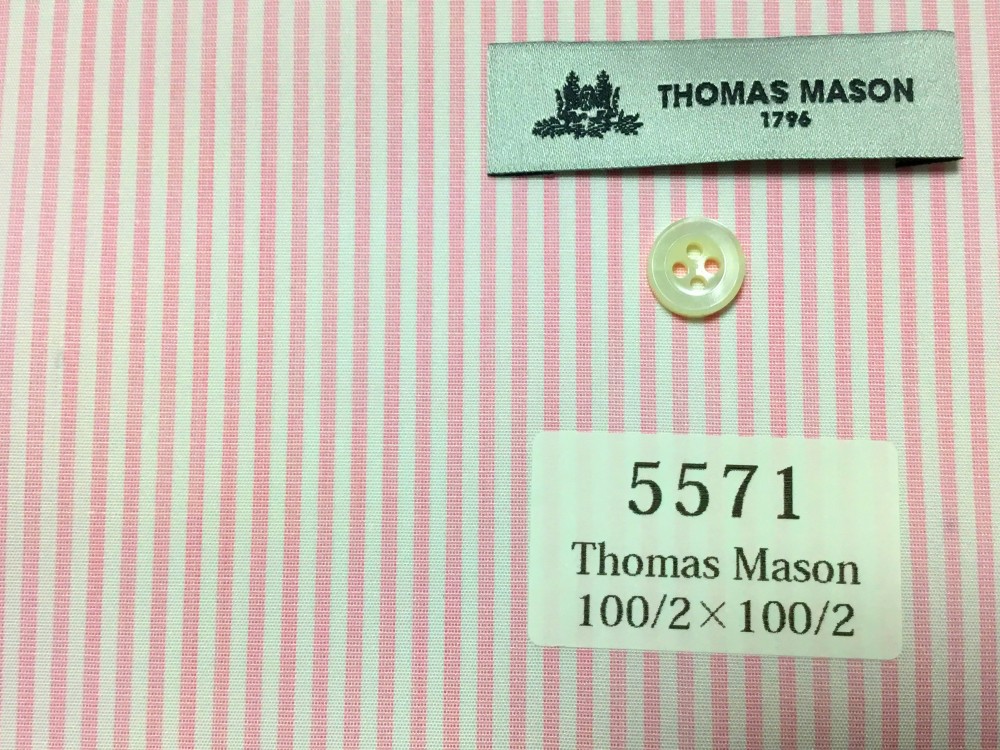 THOMAS MASON
1796
5571
Thomas Mason
100/2×100/2